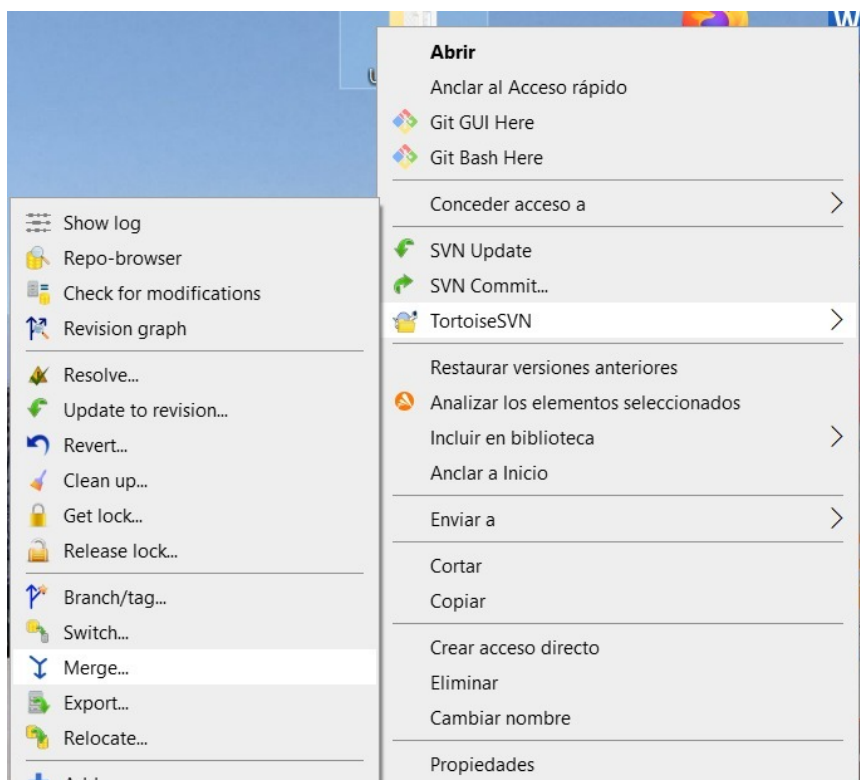 Abrir
Anclar al Acceso rápido
Git GUI Here
Git Bash Here
Conceder acceso a
SVN Update
SVN Commit...
TortoiseSVN
Restaurar versiones anteriores
Analizar los elementos seleccionados
Incluir en biblioteca
Anclar a Inicio
Enviar a
Cortar
Copiar
Crear acceso directo
Eliminar
Cambiar nombre
Propiedades
Show log
Repo-browser
Check for modifications
Revision graph
Resolve...
Update to revision...
Revert...
Clean up...
Get lock...
Release lock...
Branch/tag...
Switch...
Merge...
Export...
Relocate...